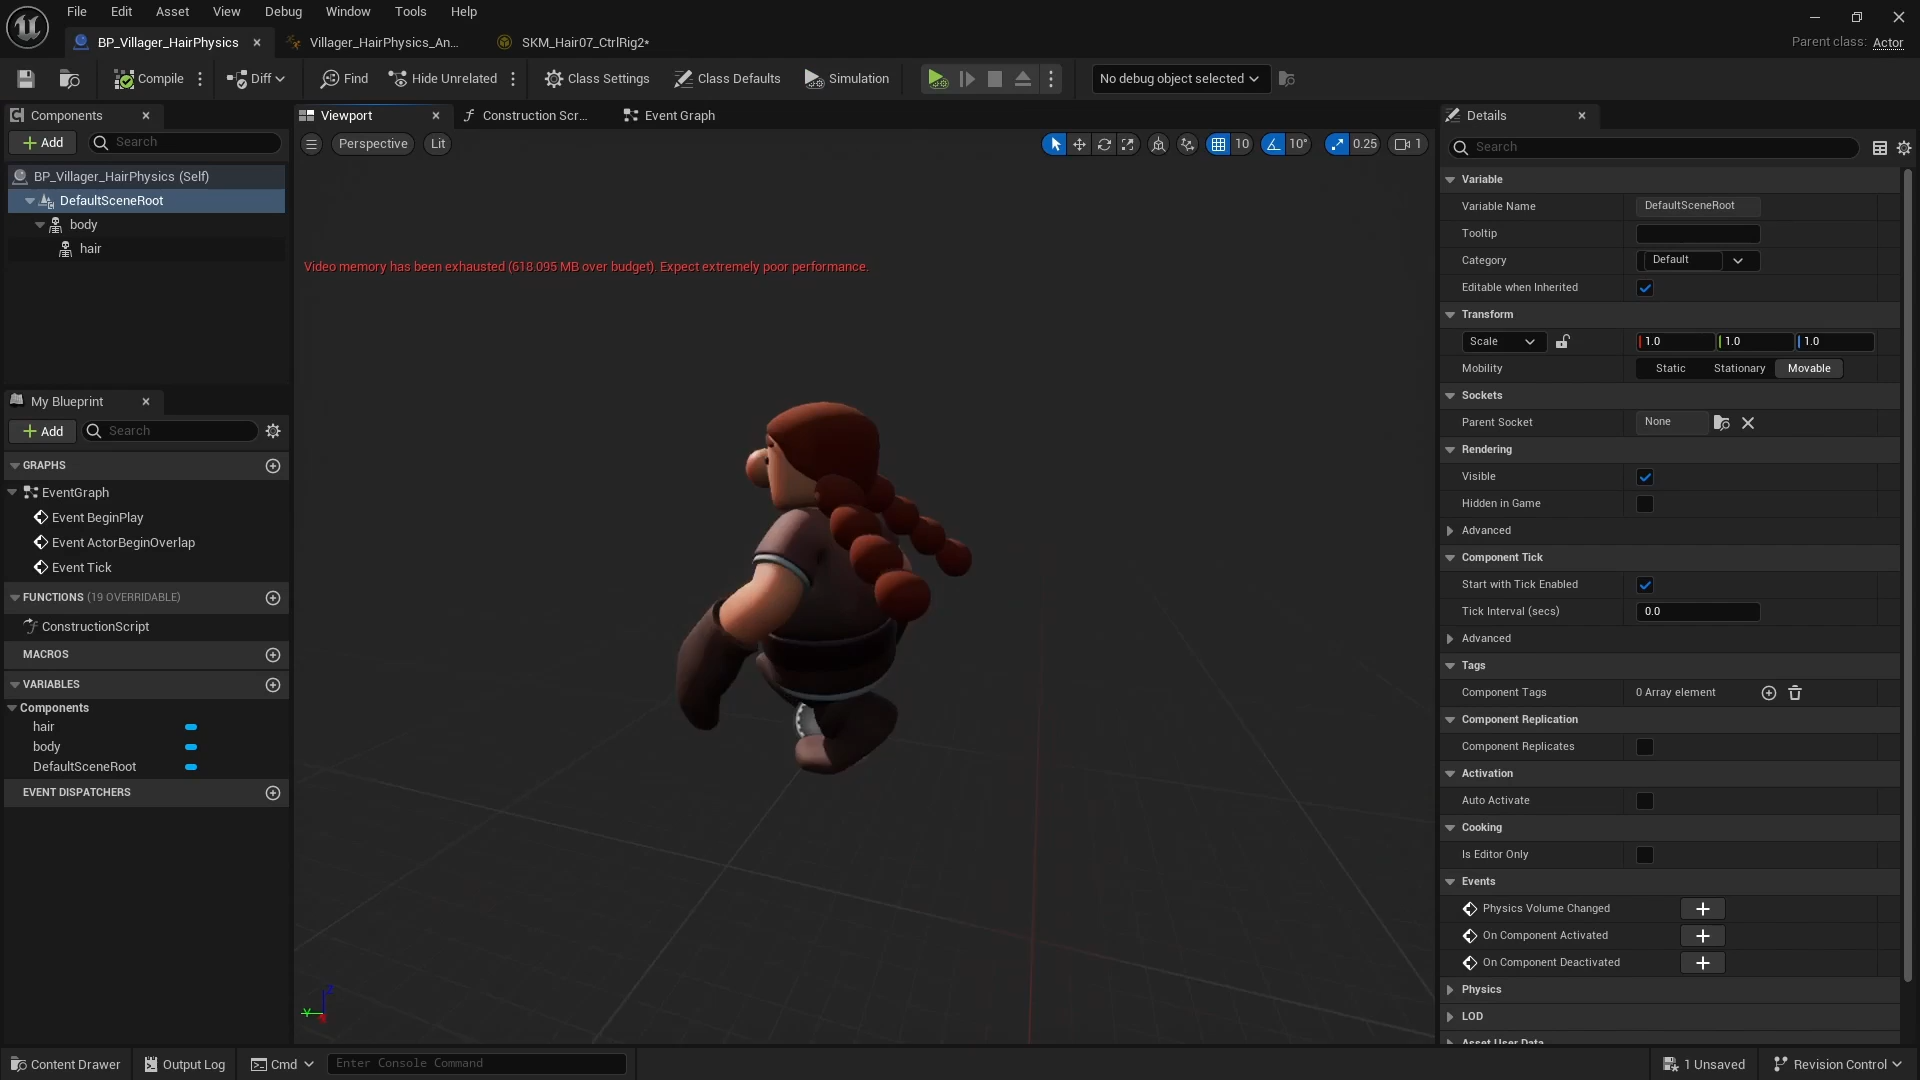 File Edit Asset View Debug Window Tools Help
BP_Villager_HairPhysics
Villager_HairPhysics_An...
SKM_Hair07_CtrlRig2*
Parent class: Actor
Compile
Diff
Find
Hide Unrelated
Class Settings
Class Defaults
Simulation
No debug object selected
Components
Add
Search
BP_Villager_HairPhysics (Self)
DefaultSceneRoot
body
hair
My Blueprint
Add
Search
GRAPHS
EventGraph
Event BeginPlay
Event ActorBeginOverlap
Event Tick
FUNCTIONS (19 OVERRIDABLE)
ConstructionScript
MACROS
VARIABLES
Components
hair
body
DefaultSceneRoot
EVENT DISPATCHERS
Viewport
Construction Scr...
Event Graph
Perspective
Lit
10
10°
0.25
1
Video memory has been exhausted (618.095 MB over budget). Expect extremely poor performance.
Z
Y
Details
Search
Variable
Variable Name DefaultSceneRoot
Tooltip
Category Default
Editable when Inherited
Transform
Scale 1.0 1.0 1.0
Mobility Static Stationary Movable
Sockets
Parent Socket None
Rendering
Visible
Hidden in Game
Advanced
Component Tick
Start with Tick Enabled
Tick Interval (secs) 0.0
Advanced
Tags
Component Tags 0 Array element
Component Replication
Component Replicates
Activation
Auto Activate
Cooking
Is Editor Only
Events
Physics Volume Changed
On Component Activated
On Component Deactivated
Physics
LOD
Asset User Data
Content Drawer
Output Log
Cmd
Enter Console Command
1 Unsaved
Revision Control